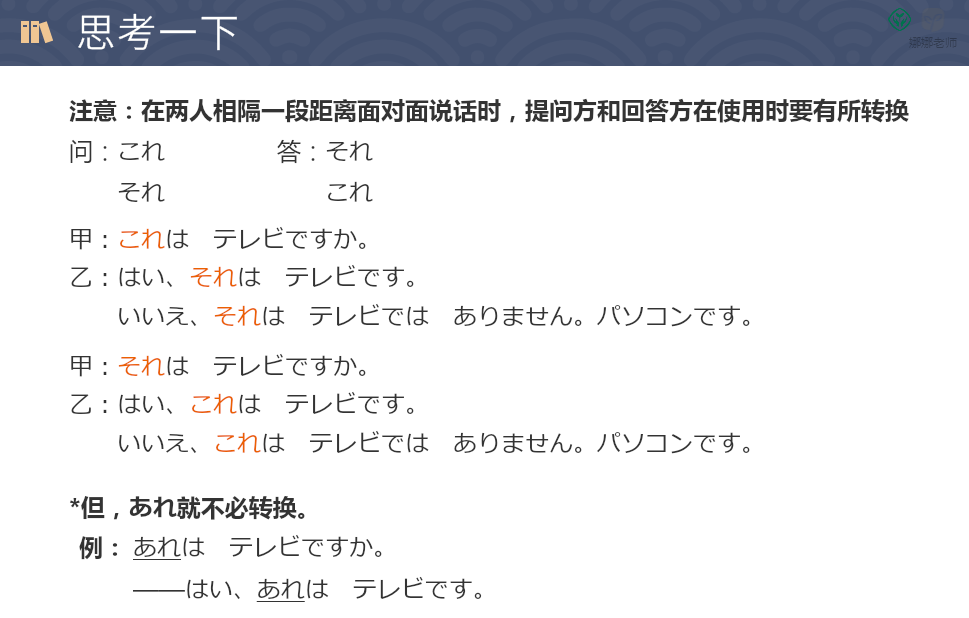 思考一下
娜娜老师
注意：在两人相隔一段距离面对面说话时，提问方和回答方在使用时要有所转换
问：これ　　　　答：それ
それ　　　　これ
甲：これは　テレビですか。
乙：はい、それは　テレビです。
いいえ、それは　テレビでは　ありません。パソコンです。
甲：それは　テレビですか。
乙：はい、これは　テレビです。
いいえ、これは　テレビでは　ありません。パソコンです。
*但，あれ就不必转换。
例： あれは　テレビですか。
——はい、あれは　テレビです。